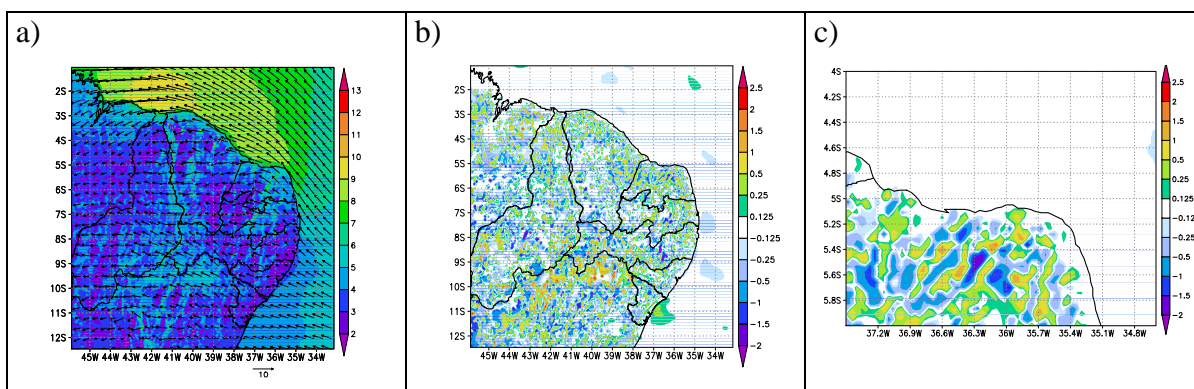 a)
2S
3S
4S
5S
6S
7S
8S
9S
10S
11S
12S
45W 44W 43W 42W 41W 40W 39W 38W 37W 36W 35W 34W
10
13
12
11
10
9
8
7
6
5
4
3
2
b)
2S
3S
4S
5S
6S
7S
8S
9S
10S
11S
12S
45W 44W 43W 42W 41W 40W 39W 38W 37W 36W 35W 34W
2.5
2
1.5
1
0.5
0.25
0.125
−0.125
−0.25
−0.5
−1
−1.5
−2
c)
4S
4.2S
4.4S
4.6S
4.8S
5S
5.2S
5.4S
5.6S
5.8S
37.2W 36.9W 36.6W 36.3W 36W 35.7W 35.4W 35.1W 34.8W
2.5
2
1.5
1
0.5
0.25
0.125
−0.125
−0.25
−0.5
−1
−1.5
−2